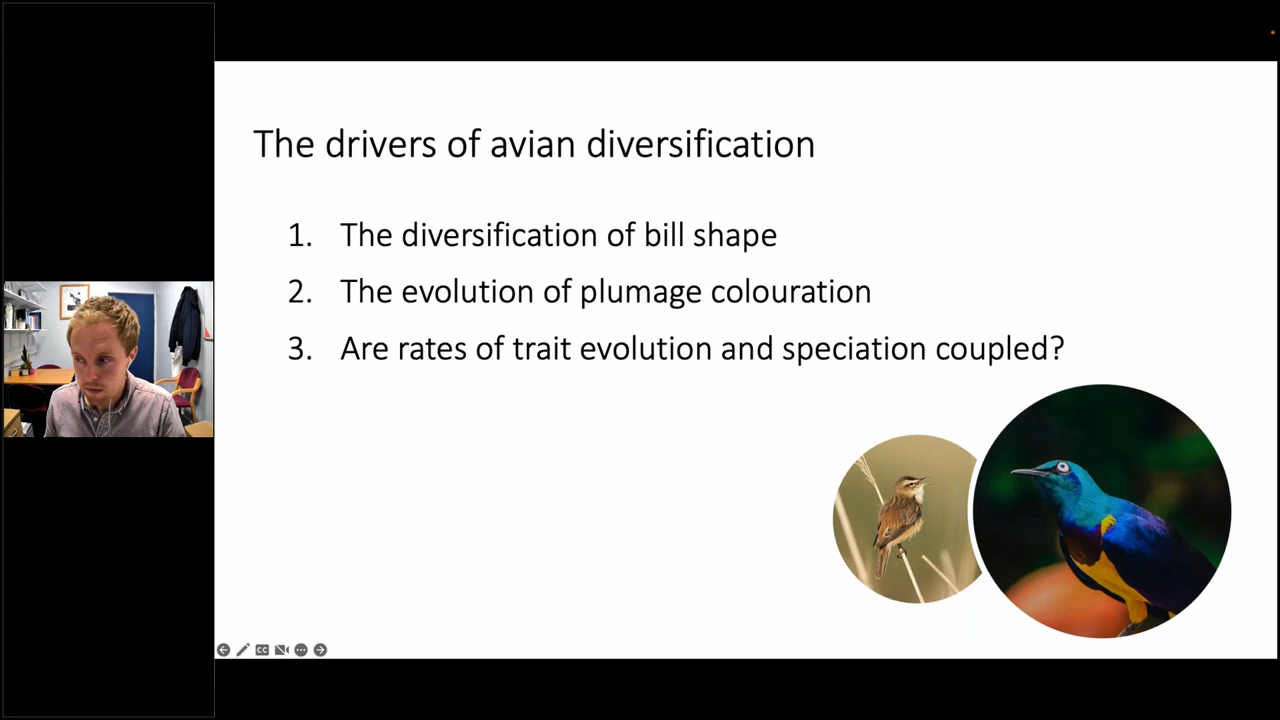 The drivers of avian diversification
1. The diversification of bill shape
2. The evolution of plumage colouration
3. Are rates of trait evolution and speciation coupled?
CC